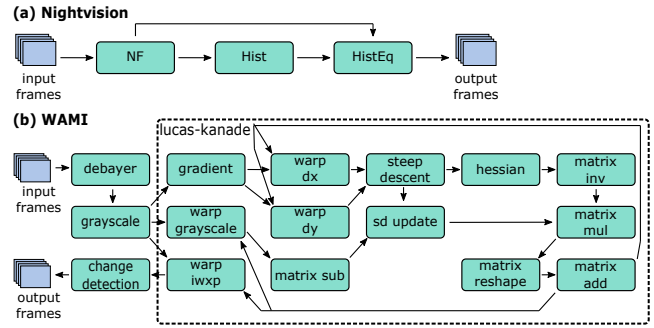 (a) Nightvision
input
frames
NF
Hist
HistEq
output
frames
(b) WAMI
lucas-kanade
input
frames
debayer
gradient
warp
dx
steep
descent
hessian
matrix
inv
grayscale
warp
grayscale
warp
dy
sd update
matrix
mul
output
frames
change
detection
warp
iwxp
matrix sub
matrix
reshape
matrix
add